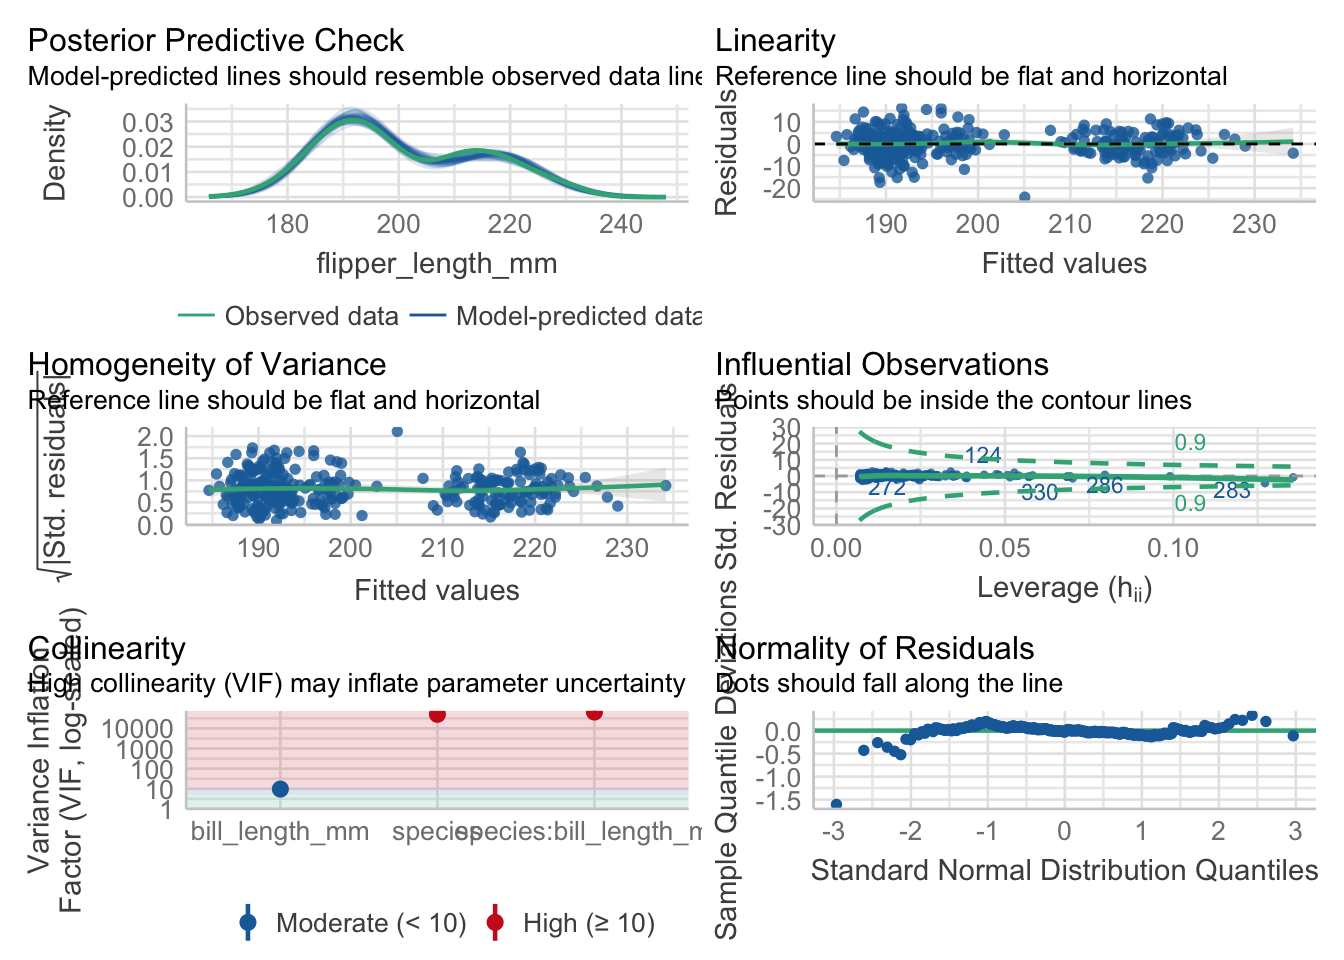 Posterior Predictive Check
Model-predicted lines should resemble observed data line
Density
0.03
0.02
0.01
0.00
180 200 220 240
flipper_length_mm
Observed data
Model-predicted data
Linearity
Reference line should be flat and horizontal
Residuals
10
0
-10
-20
190 200 210 220 230
Fitted values
Homogeneity of Variance
Reference line should be flat and horizontal
√|Std. residuals|
2.0
1.5
1.0
0.5
0.0
190 200 210 220 230
Fitted values
Influential Observations
Points should be inside the contour lines
Std. Residuals
30
20
10
0
-10
-20
-30
0.9
124
272
330
286
283
0.9
0.00 0.05 0.10
Leverage (hii)
Collinearity
High collinearity (VIF) may inflate parameter uncertainty
Variance Inflation
Factor (VIF, log-scaled)
10000
1000
100
10
1
bill_length_mm species species:bill_length_m
Moderate (< 10)
High (≥ 10)
Normality of Residuals
Dots should fall along the line
Sample Quantile Deviations
0.0
-0.5
-1.0
-1.5
-3 -2 -1 0 1 2 3
Standard Normal Distribution Quantiles